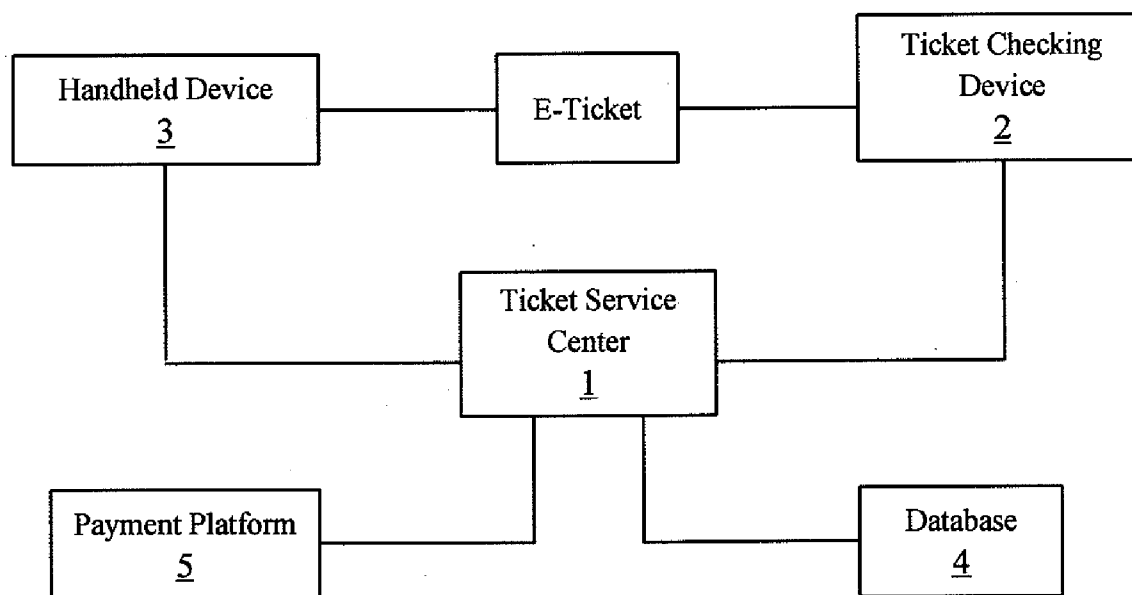 Handheld Device
3
E-Ticket
Ticket Checking
Device
2
Ticket Service
Center
1
Payment Platform
5
Database
4